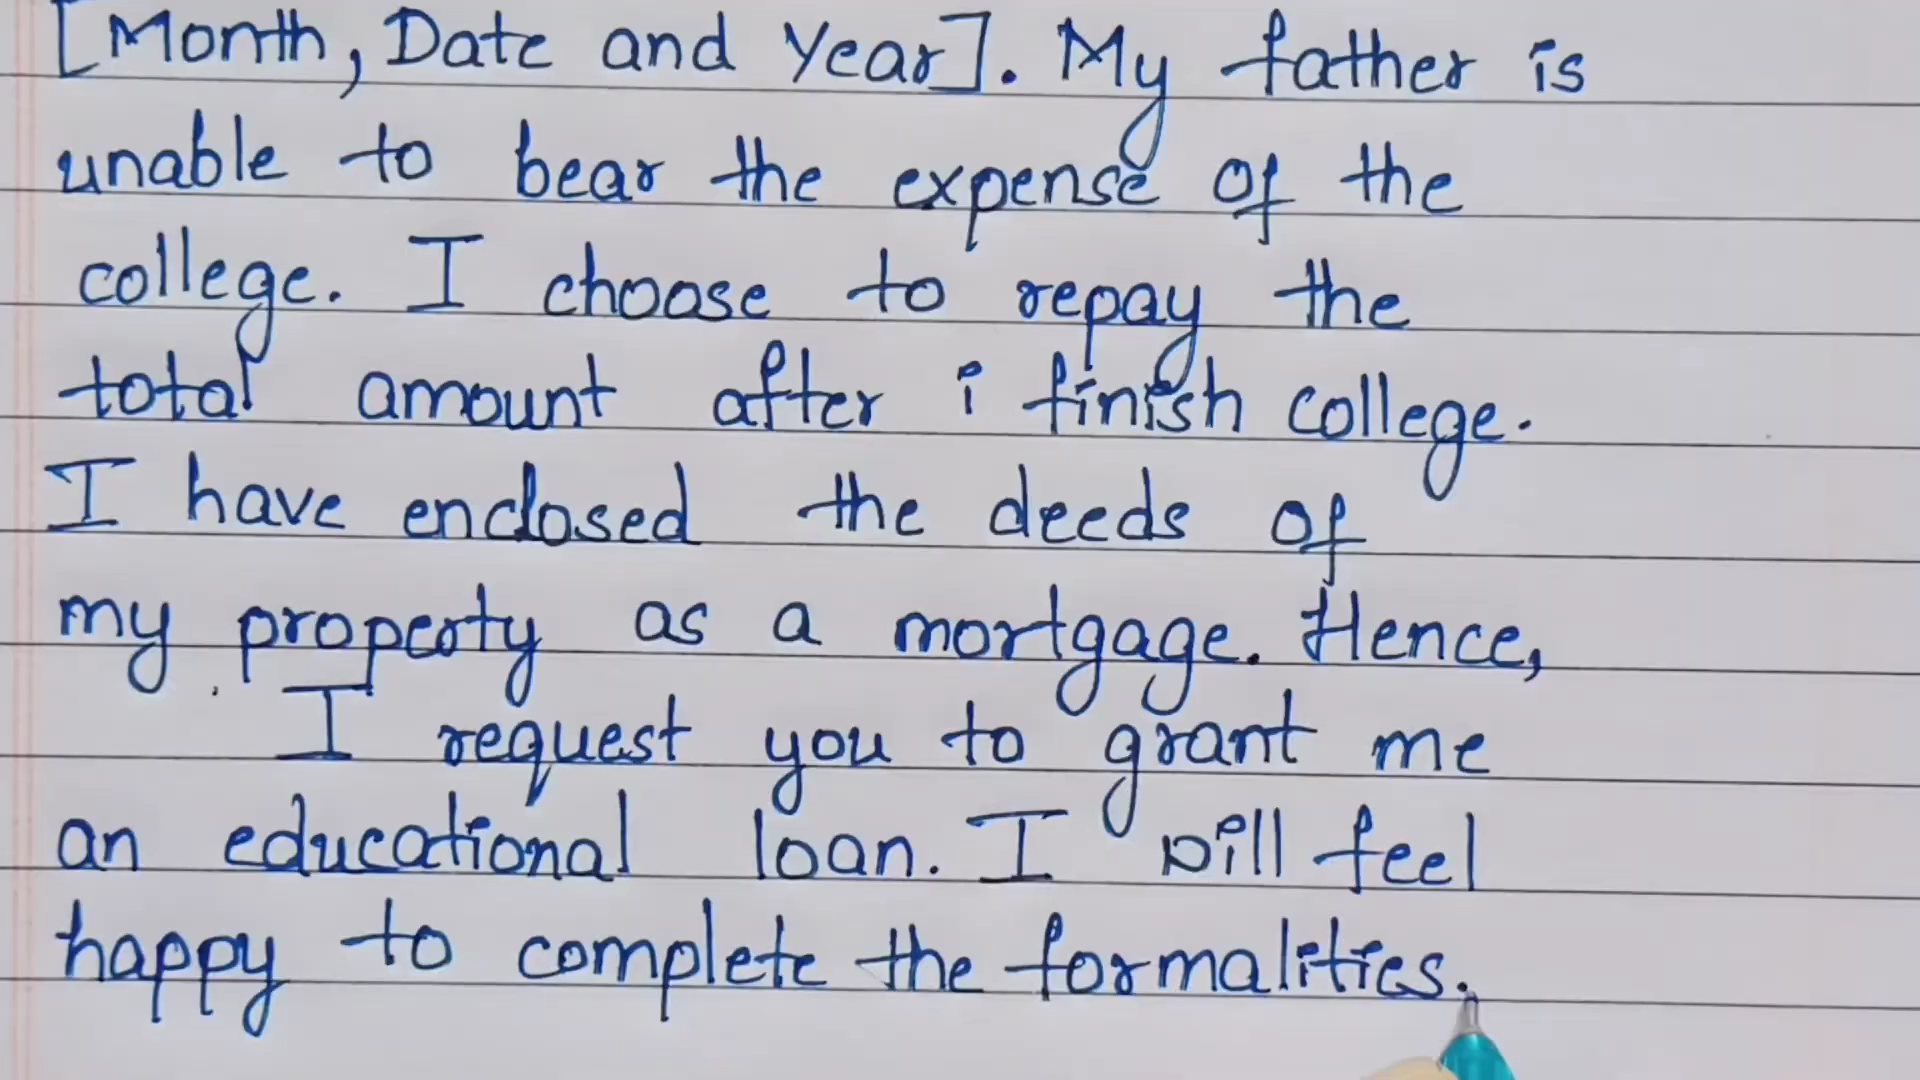 [Month, Date and Year]. My father is
unable to bear the expense of the
college. I choose to repay the
total amount after i finish college.
I have enclosed the deeds of
my property as a mortgage. Hence,
I request you to grant me
an educational loan. I will feel
happy to complete the formalities.